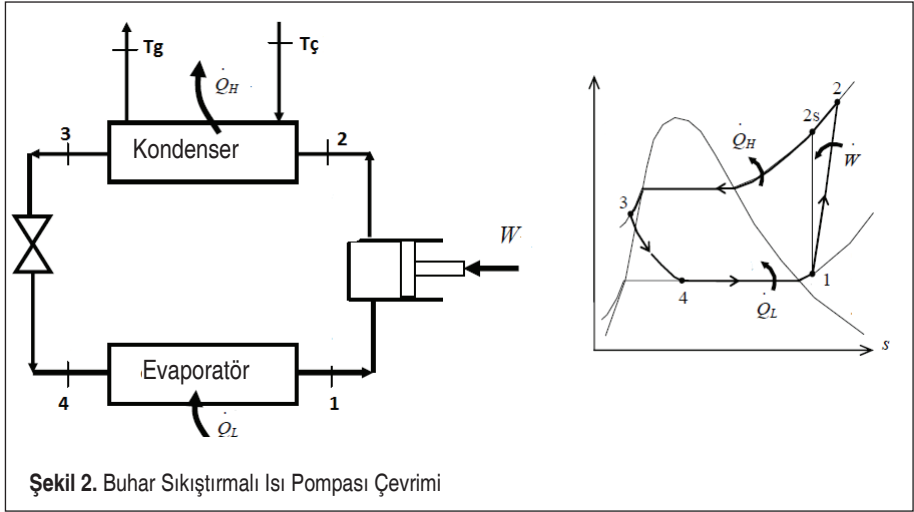 Tg
Tç
Q̇H
3
Kondenser
2
W
Evaporatör
4
1
Q̇L
2
2s
Q̇H
Ẇ
3
1
4
Q̇L
s
Şekil 2. Buhar Sıkıştırmalı Isı Pompası Çevrimi